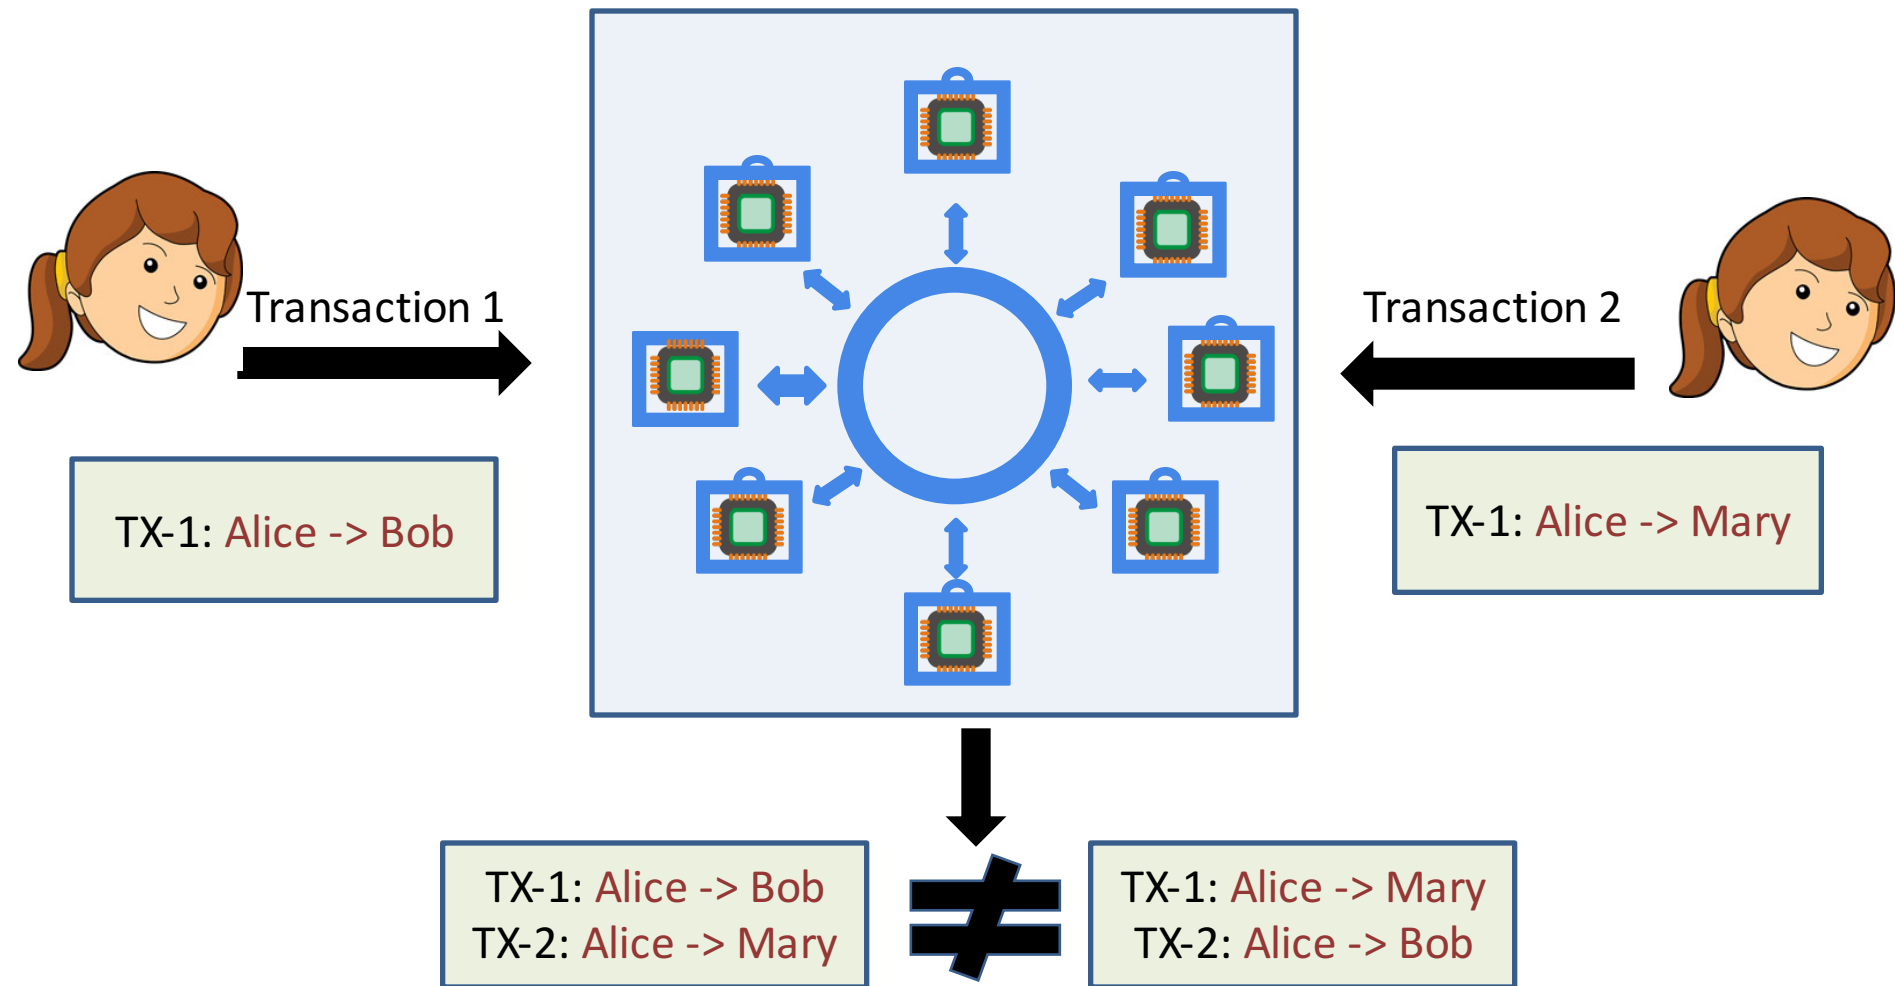 Transaction 1
Transaction 2
TX-1: Alice -> Bob
TX-1: Alice -> Mary
TX-1: Alice -> Bob
TX-2: Alice -> Mary
TX-1: Alice -> Mary
TX-2: Alice -> Bob